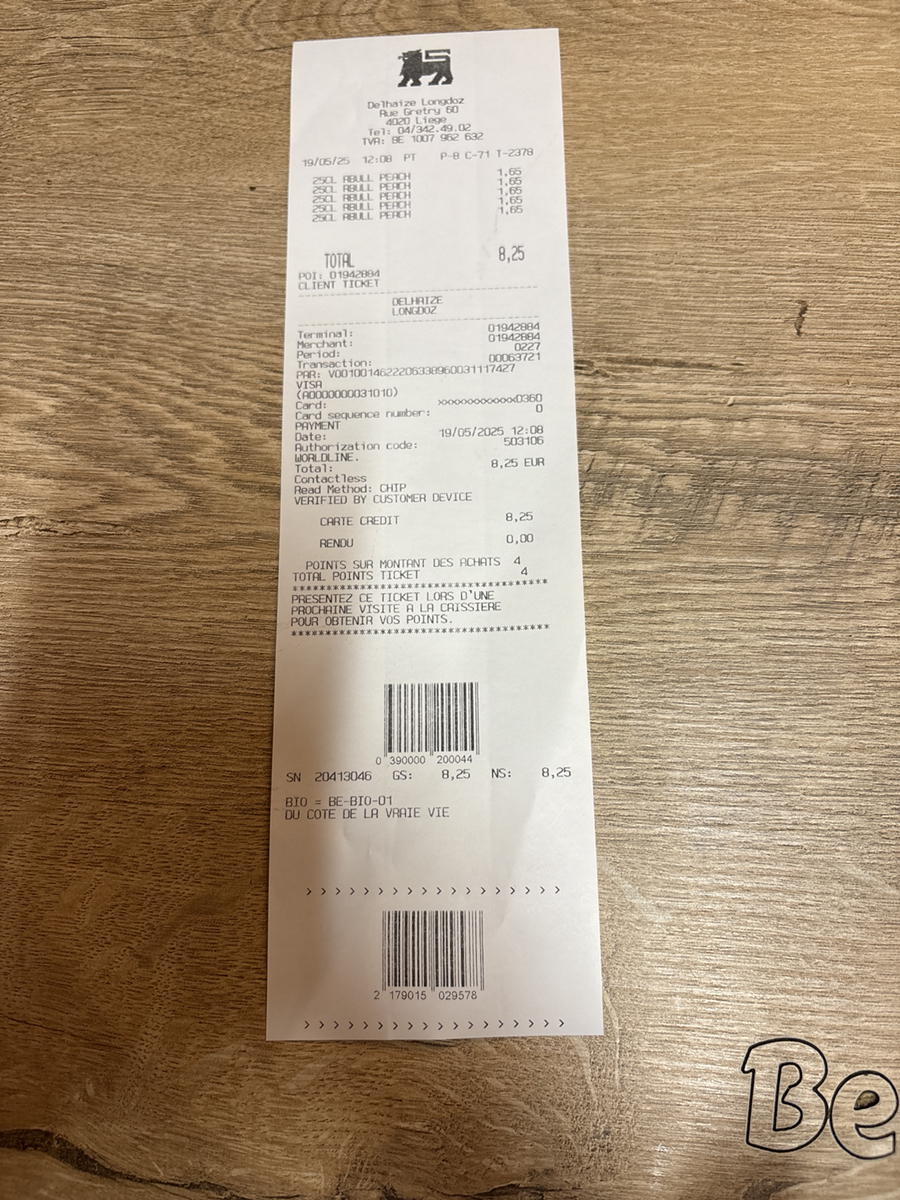 Delhaize Longdoz
Rue Gretry 60
4020 Liege
Tel: 04/342.49.02
TVA: BE 1007 962 632
19/05/25 12:08 PT P-8 C-71 T-2378
25CL RBULL PEACH 1,65
25CL RBULL PEACH 1,65
25CL RBULL PEACH 1,65
25CL RBULL PEACH 1,65
25CL RBULL PEACH 1,65
TOTAL 8,25
POI: 01942884
CLIENT TICKET
DELHAIZE
LONGDOZ
Terminal: 01942884
Merchant: 01942884
Period: 0227
Transaction: 00063721
PAR: V0010014622206338960031117427
VISA
(A0000000031010)
Card: xxxxxxxxxxxx0360
Card sequence number: 0
PAYMENT
Date: 19/05/2025 12:08
Authorization code: 503106
WORLDLINE.
Total: 8,25 EUR
Contactless
Read Method: CHIP
VERIFIED BY CUSTOMER DEVICE
CARTE CREDIT 8,25
RENDU 0,00
POINTS SUR MONTANT DES ACHATS 4
TOTAL POINTS TICKET 4
****************************************
PRESENTEZ CE TICKET LORS D'UNE
PROCHAINE VISITE A LA CAISSIERE
POUR OBTENIR VOS POINTS.
****************************************
0 390000 200044
SN 20413046 GS: 8,25 NS: 8,25
BIO = BE-BIO-01
DU COTE DE LA VRAIE VIE
> > > > > > > > > > > > > > > > > >
2 179015 029578
> > > > > > > > > > > > > > > > > > >
Be